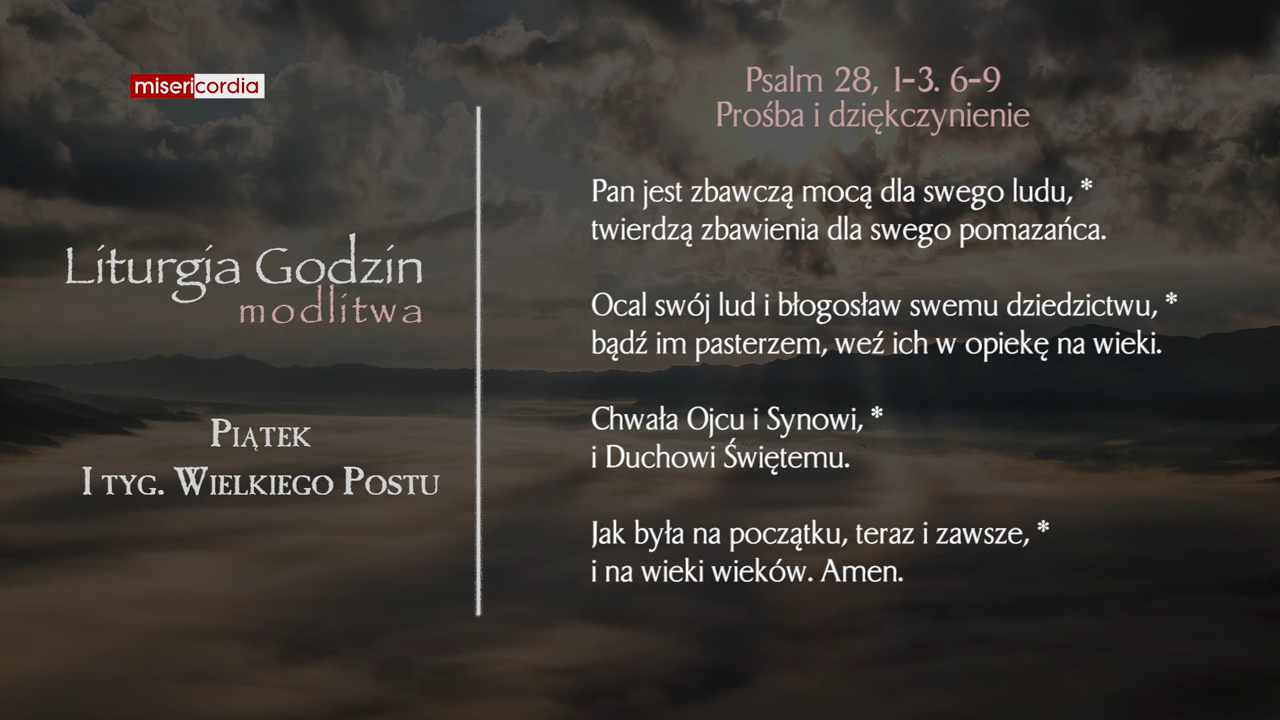 misericordia
Liturgia Godzin
modlitwa
Piątek
I tyg. Wielkiego Postu
Psalm 28, 1-3. 6-9
Prośba i dziękczynienie
Pan jest zbawczą mocą dla swego ludu, *
twierdzą zbawienia dla swego pomazańca.
Ocal swój lud i błogosław swemu dziedzictwu, *
bądź im pasterzem, weź ich w opiekę na wieki.
Chwała Ojcu i Synowi, *
i Duchowi Świętemu.
Jak była na początku, teraz i zawsze, *
i na wieki wieków. Amen.